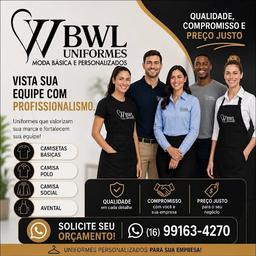 W BWL
UNIFORMES
MODA BÁSICA E PERSONALIZADOS
QUALIDADE,
COMPROMISSO E
PREÇO JUSTO
VISTA SUA
EQUIPE COM
PROFISSIONALISMO.
Uniformes que valorizam
sua marca e fortalecem
sua equipe!
CAMISETAS
BÁSICAS
CAMISA
POLO
CAMISA
SOCIAL
AVENTAL
QUALIDADE
em cada detalhe
COMPROMISSO
com você e
sua empresa
PREÇO JUSTO
para o seu
negócio
SOLICITE SEU
ORÇAMENTO!
(16) 99163-4270
UNIFORMES PERSONALIZADOS PARA SUA EMPRESA!